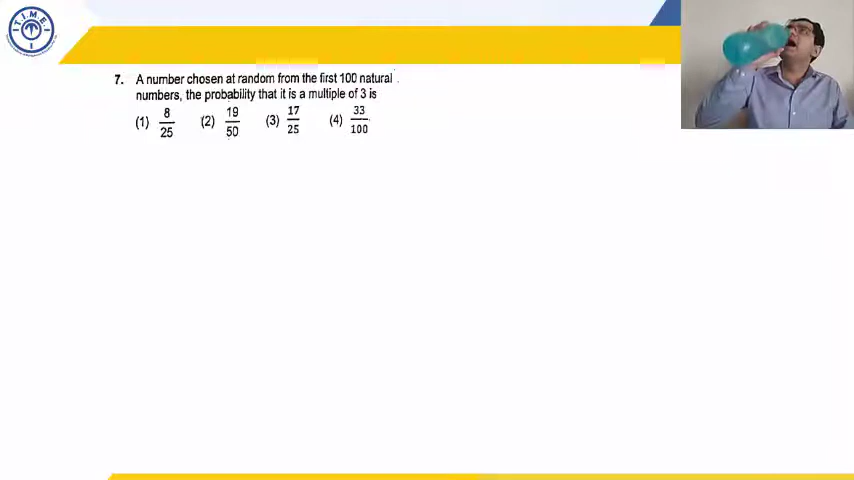 I.T.I.M.E.I
7. A number chosen at random from the first 100 natural
numbers, the probability that it is a multiple of 3 is
(1) 8/25 (2) 19/50 (3) 17/25 (4) 33/100